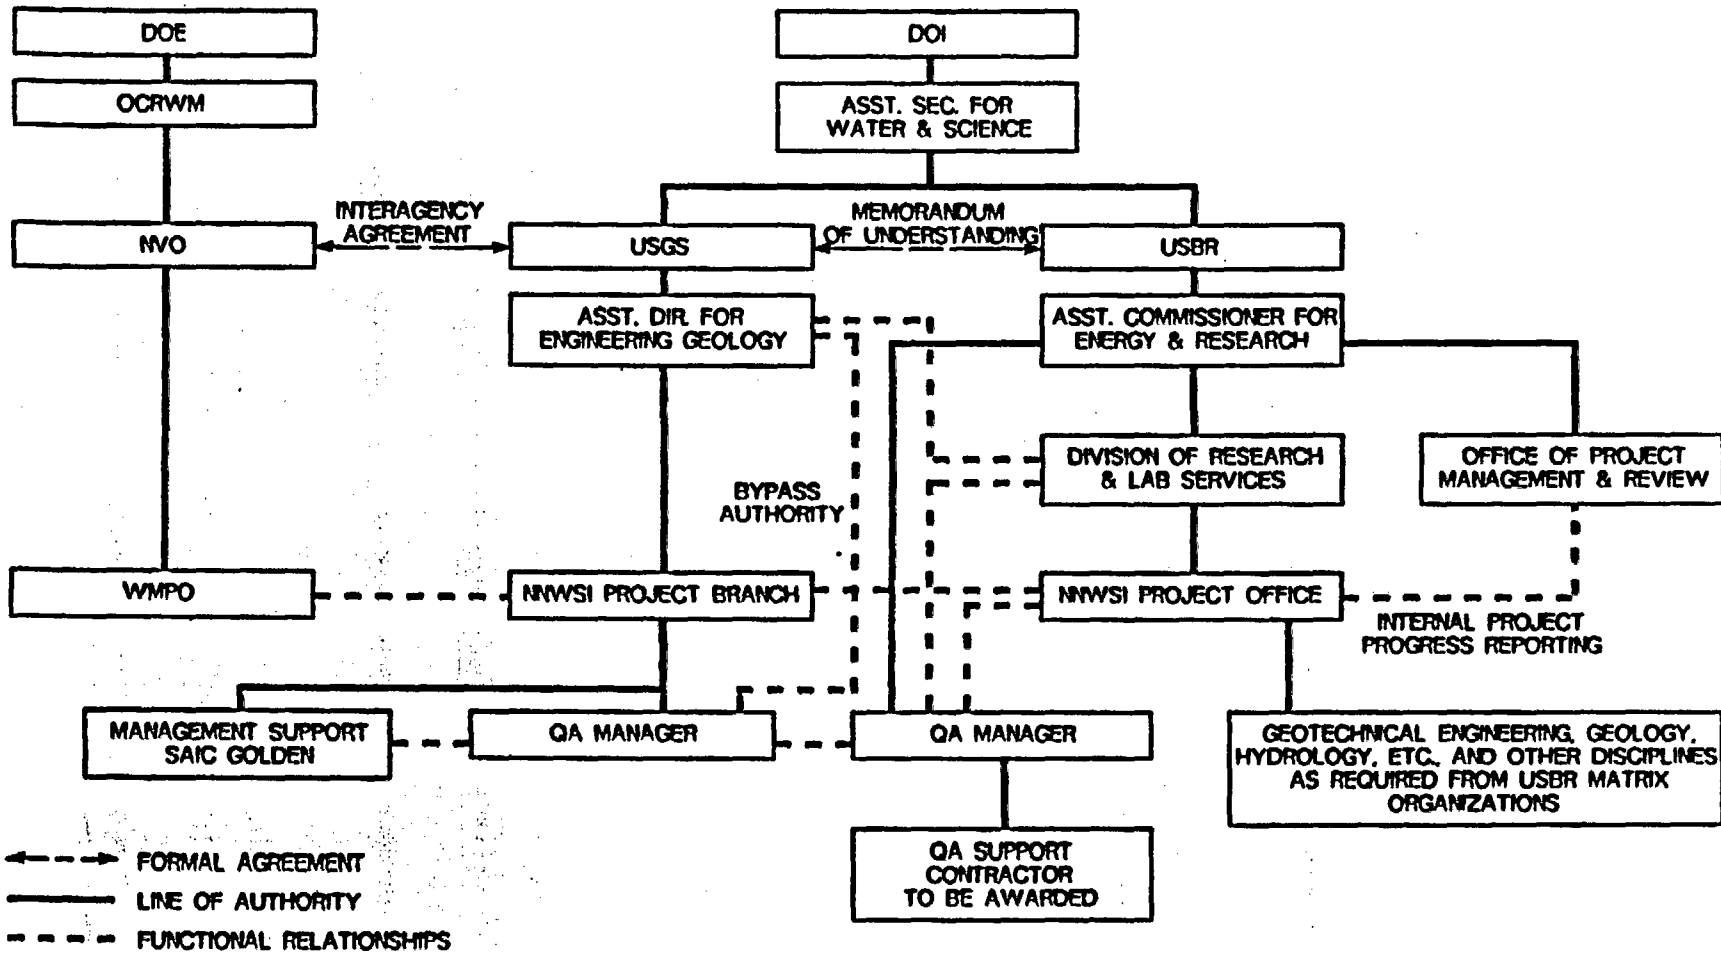 DOE
DOI
OCRWM
ASST. SEC. FOR
WATER & SCIENCE
INTERAGENCY
AGREEMENT
MEMORANDUM
OF UNDERSTANDING
NVO
USGS
USBR
ASST. DIR. FOR
ENGINEERING GEOLOGY
ASST. COMMISSIONER FOR
ENERGY & RESEARCH
DIVISION OF RESEARCH
& LAB SERVICES
OFFICE OF PROJECT
MANAGEMENT & REVIEW
BYPASS
AUTHORITY
WMPO
NNWSI PROJECT BRANCH
NNWSI PROJECT OFFICE
INTERNAL PROJECT
PROGRESS REPORTING
MANAGEMENT SUPPORT
SAIC GOLDEN
QA MANAGER
QA MANAGER
GEOTECHNICAL ENGINEERING, GEOLOGY,
HYDROLOGY, ETC., AND OTHER DISCIPLINES
AS REQUIRED FROM USBR MATRIX
ORGANIZATIONS
QA SUPPORT
CONTRACTOR
TO BE AWARDED
FORMAL AGREEMENT
LINE OF AUTHORITY
FUNCTIONAL RELATIONSHIPS